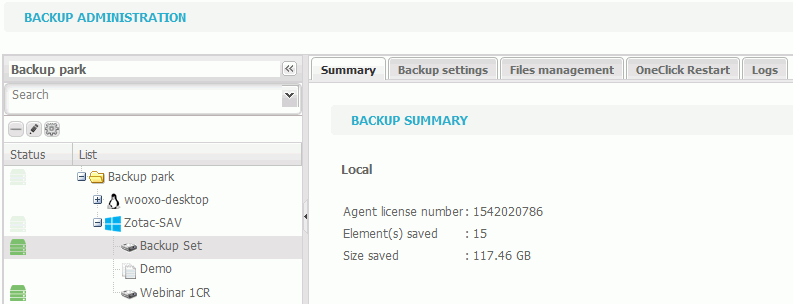 BACKUP ADMINISTRATION
Backup park
Search
Status List
Backup park
wooxo-desktop
Zotac-SAV
Backup Set
Demo
Webinar 1CR
Summary Backup settings Files management OneClick Restart Logs
BACKUP SUMMARY
Local
Agent license number : 1542020786
Element(s) saved : 15
Size saved : 117.46 GB